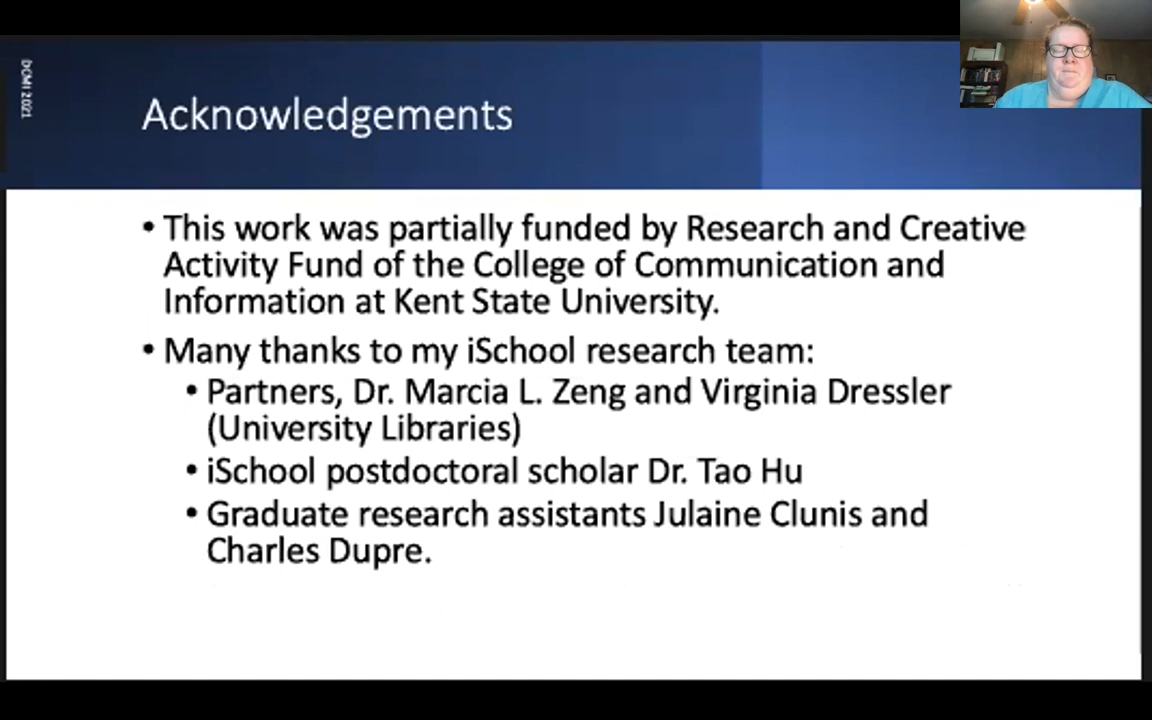 DCMI 2021
Acknowledgements
• This work was partially funded by Research and Creative
Activity Fund of the College of Communication and
Information at Kent State University.
• Many thanks to my iSchool research team:
• Partners, Dr. Marcia L. Zeng and Virginia Dressler
(University Libraries)
• iSchool postdoctoral scholar Dr. Tao Hu
• Graduate research assistants Julaine Clunis and
Charles Dupre.